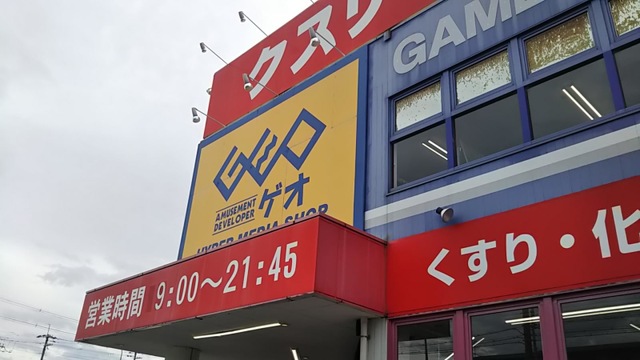 クスリ
GAME
GEO
AMUSEMENT
DEVELOPER
ゲオ
HYPER MEDIA SHOP
営業時間 9:00～21:45
くすり・化